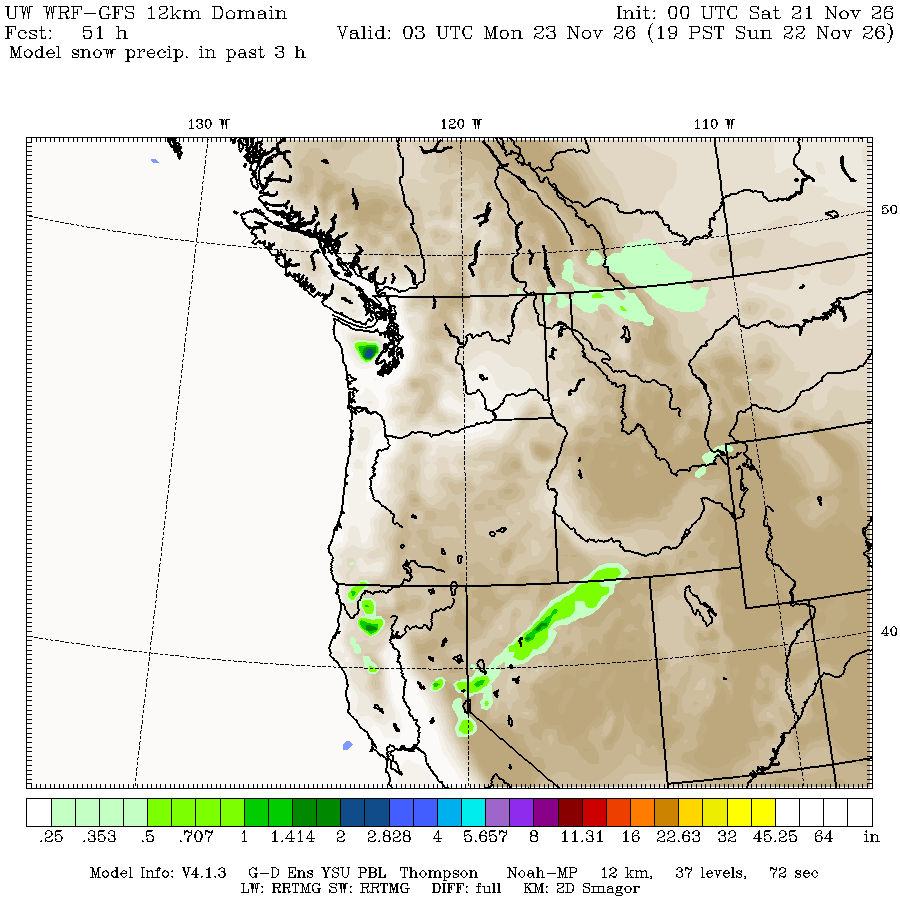 UW WRF-GFS 12km Domain Init: 00 UTC Sat 21 Nov 26
Fcst: 51 h Valid: 03 UTC Mon 23 Nov 26 (19 PST Sun 22 Nov 26)
Model snow precip. in past 3 h
130 W 120 W 110 W
50
40
.25 .353 .5 .707 1 1.414 2 2.828 4 5.657 8 11.31 16 22.63 32 45.25 64 in
Model Info: V4.1.3 G-D Ens YSU PBL Thompson Noah-MP 12 km, 37 levels, 72 sec
LW: RRTMG SW: RRTMG DIFF: full KM: 2D Smagor